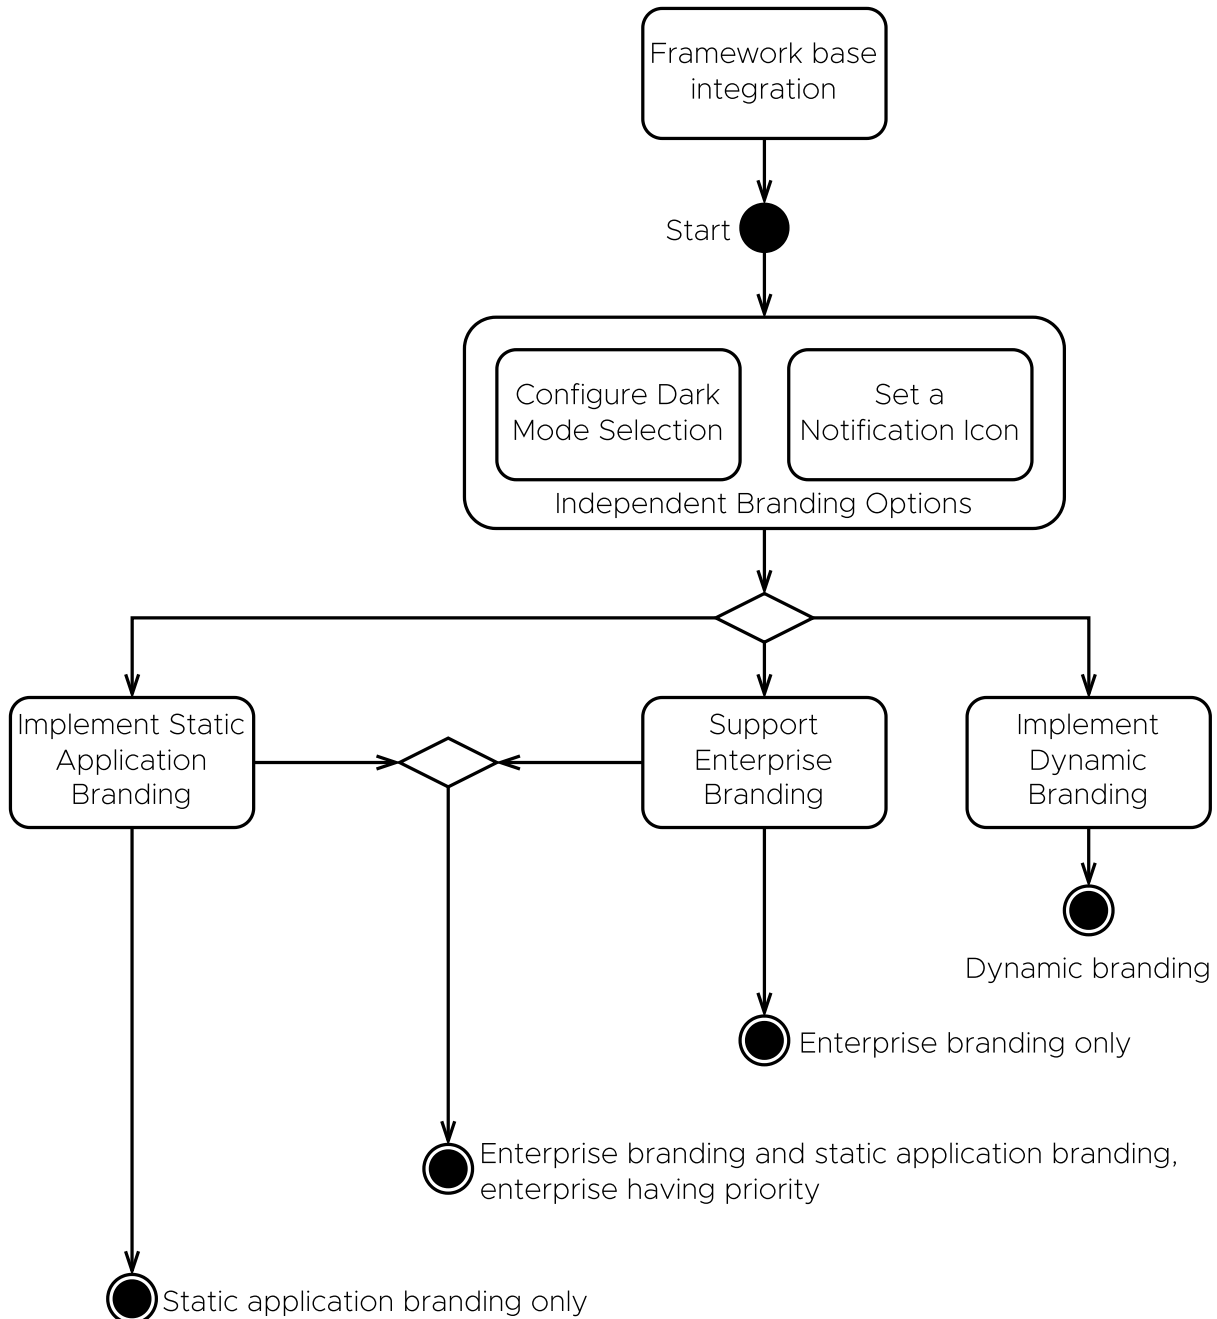 Framework base
integration
Start
Configure Dark
Mode Selection
Set a
Notification Icon
Independent Branding Options
Implement Static
Application
Branding
Support
Enterprise
Branding
Implement
Dynamic
Branding
Dynamic branding
Enterprise branding only
Enterprise branding and static application branding,
enterprise having priority
Static application branding only